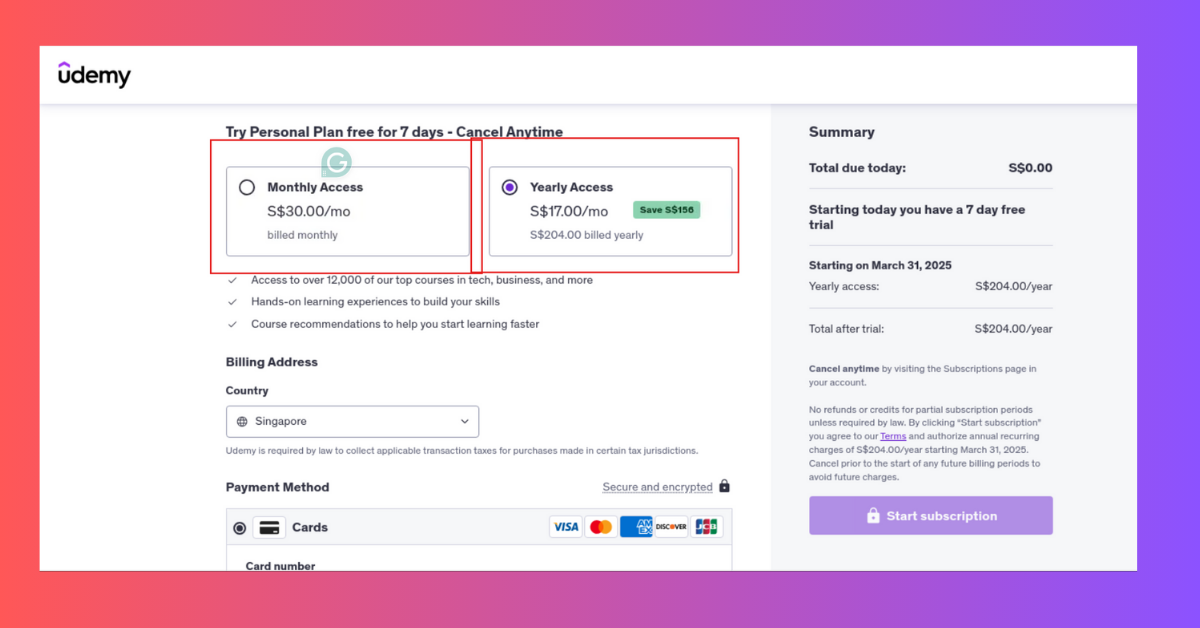 udemy
Try Personal Plan free for 7 days - Cancel Anytime
G
Monthly Access
S$30.00/mo
billed monthly
Yearly Access
S$17.00/mo
Save S$156
S$204.00 billed yearly
Access to over 12,000 of our top courses in tech, business, and more
Hands-on learning experiences to build your skills
Course recommendations to help you start learning faster
Billing Address
Country
Singapore
Udemy is required by law to collect applicable transaction taxes for purchases made in certain tax jurisdictions.
Payment Method
Secure and encrypted
Cards
VISA
AM
EX
DISCOVER
JCB
Card number
Summary
Total due today: S$0.00
Starting today you have a 7 day free
trial
Starting on March 31, 2025
Yearly access: S$204.00/year
Total after trial: S$204.00/year
Cancel anytime by visiting the Subscriptions page in
your account.
No refunds or credits for partial subscription periods
unless required by law. By clicking "Start subscription"
you agree to our Terms and authorize annual recurring
charges of S$204.00/year starting March 31, 2025.
Cancel prior to the start of any future billing periods to
avoid future charges.
Start subscription